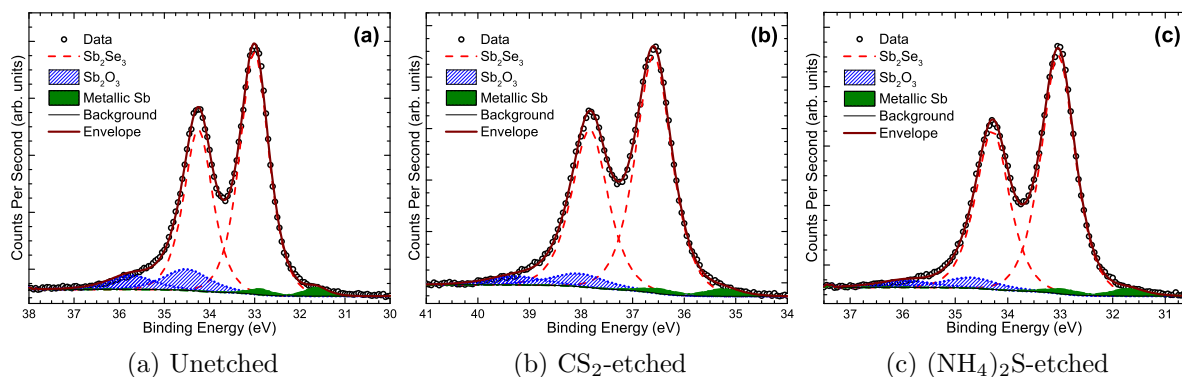 (a)
Data
Sb₂Se₃
Sb₂O₃
Metallic Sb
Background
Envelope
Counts Per Second (arb. units)
38 37 36 35 34 33 32 31 30
Binding Energy (eV)
(a) Unetched
(b)
Data
Sb₂Se₃
Sb₂O₃
Metallic Sb
Background
Envelope
Counts Per Second (arb. units)
41 40 39 38 37 36 35 34
Binding Energy (eV)
(b) CS₂-etched
(c)
Data
Sb₂Se₃
Sb₂O₃
Metallic Sb
Background
Envelope
Counts Per Second (arb. units)
37 36 35 34 33 32 31
Binding Energy (eV)
(c) (NH₄)₂S-etched